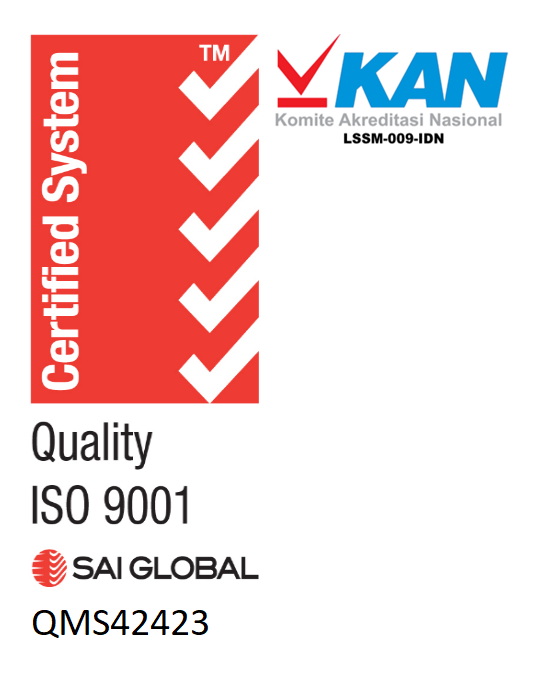 Certified System
TM
KAN
Komite Akreditasi Nasional
LSSM-009-IDN
Quality
ISO 9001
SAI GLOBAL
QMS42423